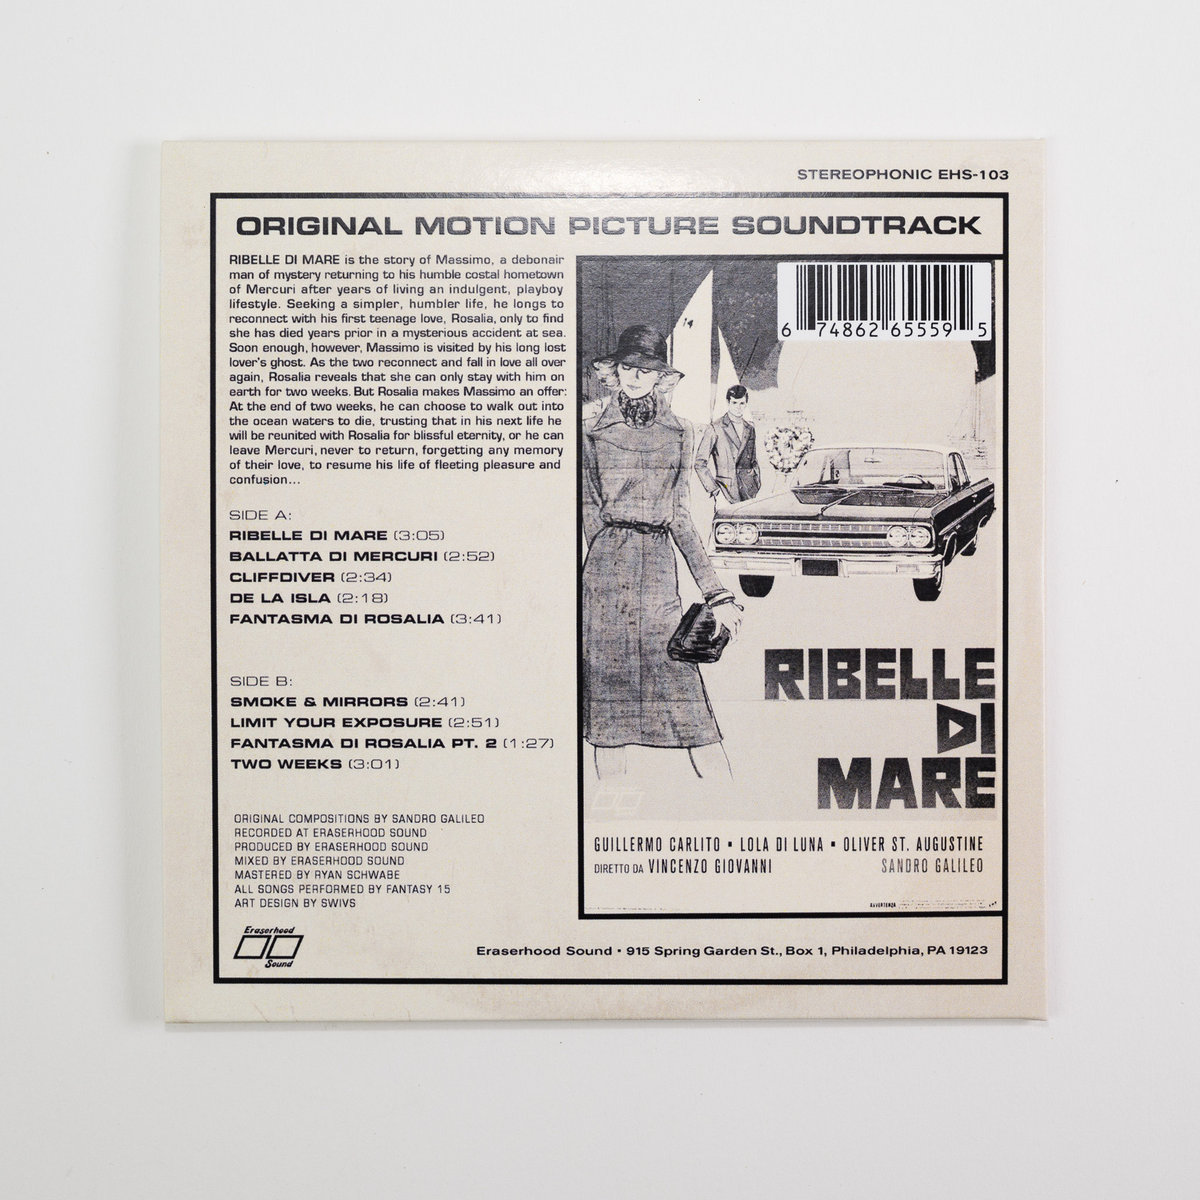 STEREOPHONIC EHS-103
ORIGINAL MOTION PICTURE SOUNDTRACK
RIBELLE DI MARE is the story of Massimo, a debonair
man of mystery returning to his humble costal hometown
of Mercuri after years of living an indulgent, playboy
lifestyle. Seeking a simpler, humbler life, he longs to
reconnect with his first teenage love, Rosalia, only to find
she has died years prior in a mysterious accident at sea.
Soon enough, however, Massimo is visited by his long lost
lover's ghost. As the two reconnect and fall in love all over
again, Rosalia reveals that she can only stay with him on
earth for two weeks. But Rosalia makes Massimo an offer:
At the end of two weeks, he can choose to walk out into
the ocean waters to die, trusting that in his next life he
will be reunited with Rosalia for blissful eternity, or he can
leave Mercuri, never to return, forgetting any memory
of their love, to resume his life of fleeting pleasure and
confusion...
SIDE A:
RIBELLE DI MARE (3:05)
BALLATTA DI MERCURI (2:52)
CLIFFDIVER (2:34)
DE LA ISLA (2:18)
FANTASMA DI ROSALIA (3:41)
SIDE B:
SMOKE & MIRRORS (2:41)
LIMIT YOUR EXPOSURE (2:51)
FANTASMA DI ROSALIA PT. 2 (1:27)
TWO WEEKS (3:01)
ORIGINAL COMPOSITIONS BY SANDRO GALILEO
RECORDED AT ERASERHOOD SOUND
PRODUCED BY ERASERHOOD SOUND
MIXED BY ERASERHOOD SOUND
MASTERED BY RYAN SCHWABE
ALL SONGS PERFORMED BY FANTASY 15
ART DESIGN BY SWIVS
Eraserhood
Sound
6 74862 65559 5
14
RIBELLE
DI
MARE
GUILLERMO CARLITO ▪ LOLA DI LUNA ▪ OLIVER ST. AUGUSTINE
DIRETTO DA VINCENZO GIOVANNI SANDRO GALILEO
AVVERTENZA
Eraserhood Sound • 915 Spring Garden St., Box 1, Philadelphia, PA 19123